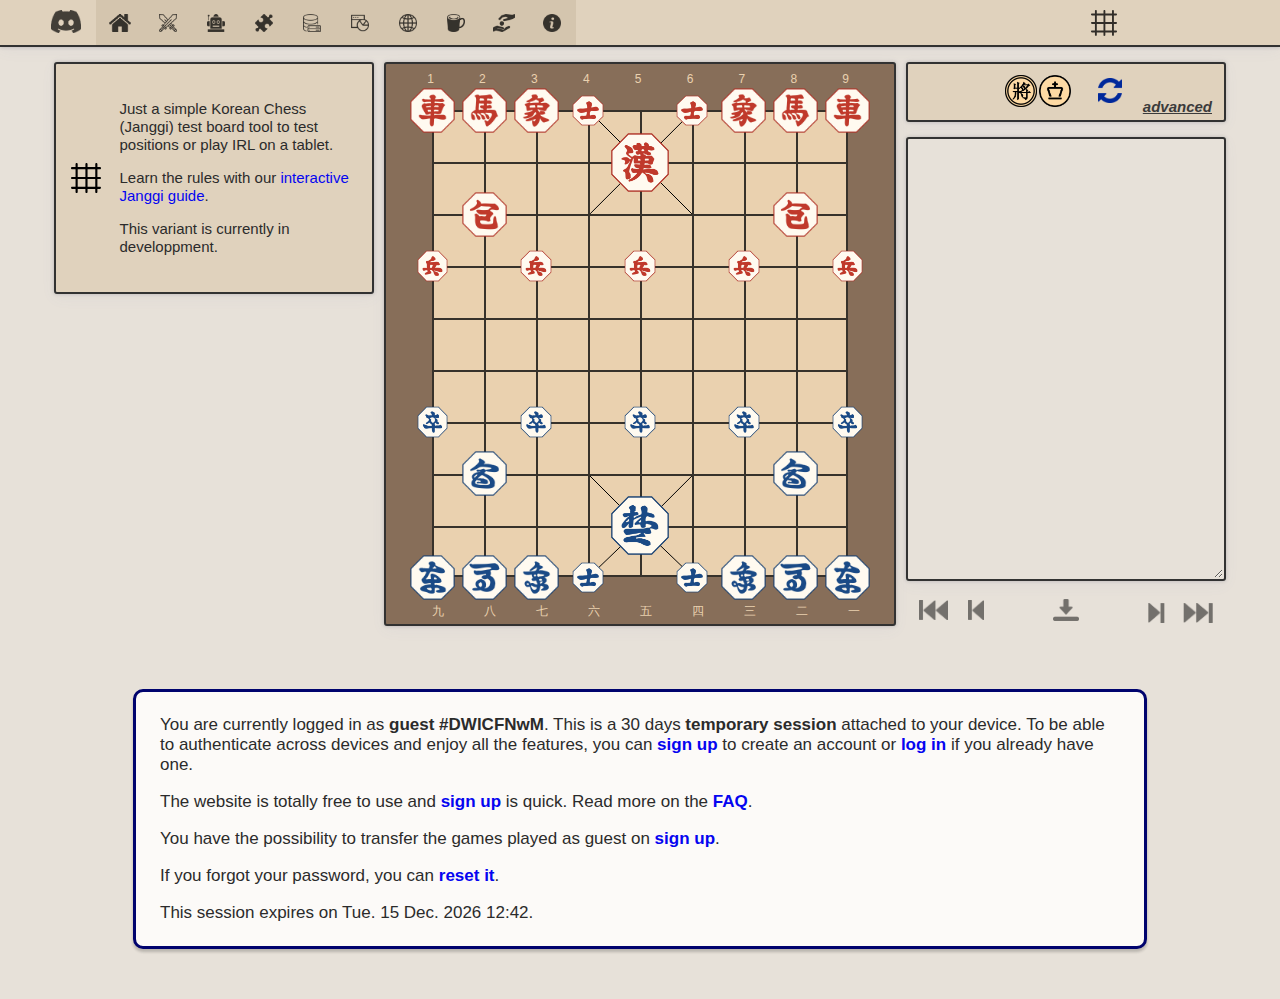 Just a simple Korean Chess
(Janggi) test board tool to test
positions or play IRL on a tablet.
Learn the rules with our interactive
Janggi guide.
This variant is currently in
developpment.
1 2 3 4 5 6 7 8 9
車 馬 象 士 士 象 馬 車
漢
包 包
兵 兵 兵 兵 兵
卒 卒 卒 卒 卒
包 包
楚
車 馬 象 士 士 象 馬 車
九 八 七 六 五 四 三 二 一
將
advanced
You are currently logged in as guest #DWICFNwM. This is a 30 days temporary session attached to your device. To be able
to authenticate across devices and enjoy all the features, you can sign up to create an account or log in if you already have
one.
The website is totally free to use and sign up is quick. Read more on the FAQ.
You have the possibility to transfer the games played as guest on sign up.
If you forgot your password, you can reset it.
This session expires on Tue. 15 Dec. 2026 12:42.